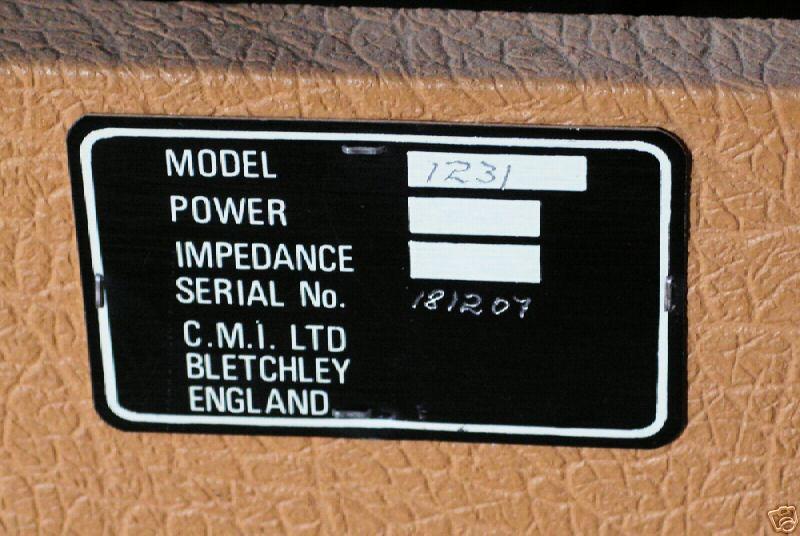 MODEL 1231
POWER
IMPEDANCE
SERIAL No. 181207
C.M.I. LTD
BLETCHLEY
ENGLAND